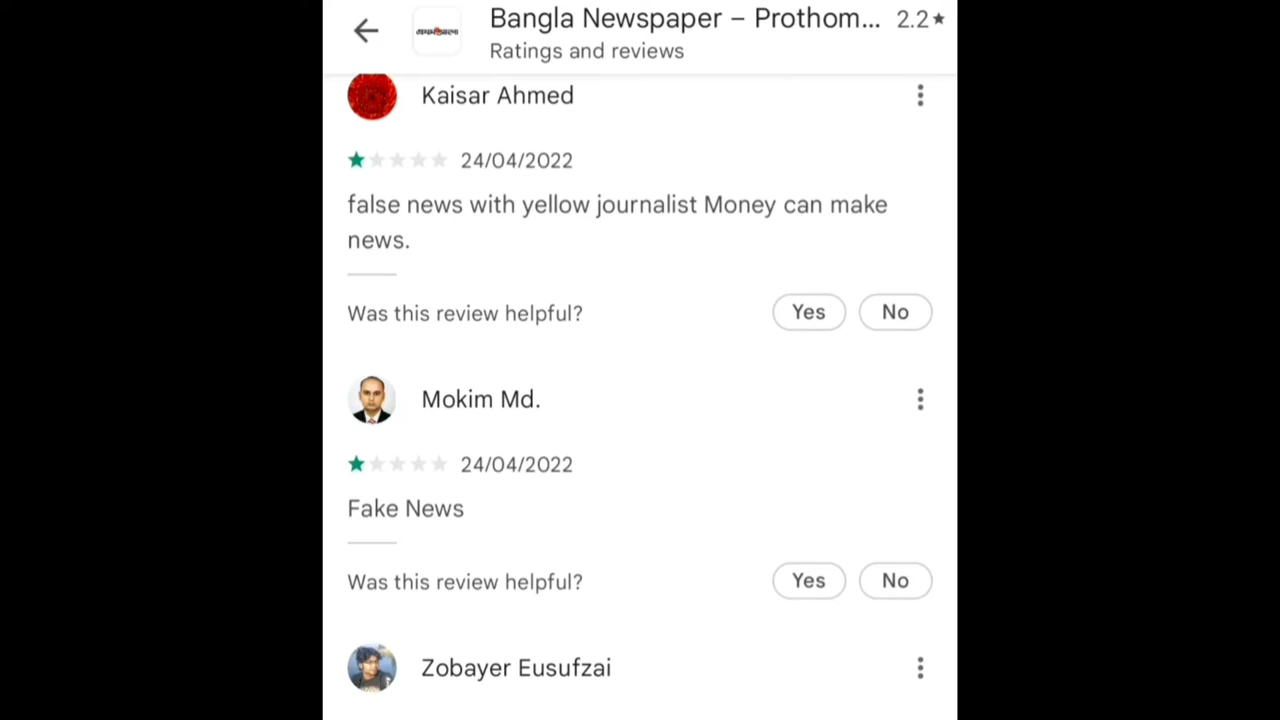 Bangla Newspaper – Prothom... 2.2★
Ratings and reviews
Kaisar Ahmed
24/04/2022
false news with yellow journalist Money can make
news.
Was this review helpful? Yes No
Mokim Md.
24/04/2022
Fake News
Was this review helpful? Yes No
Zobayer Eusufzai